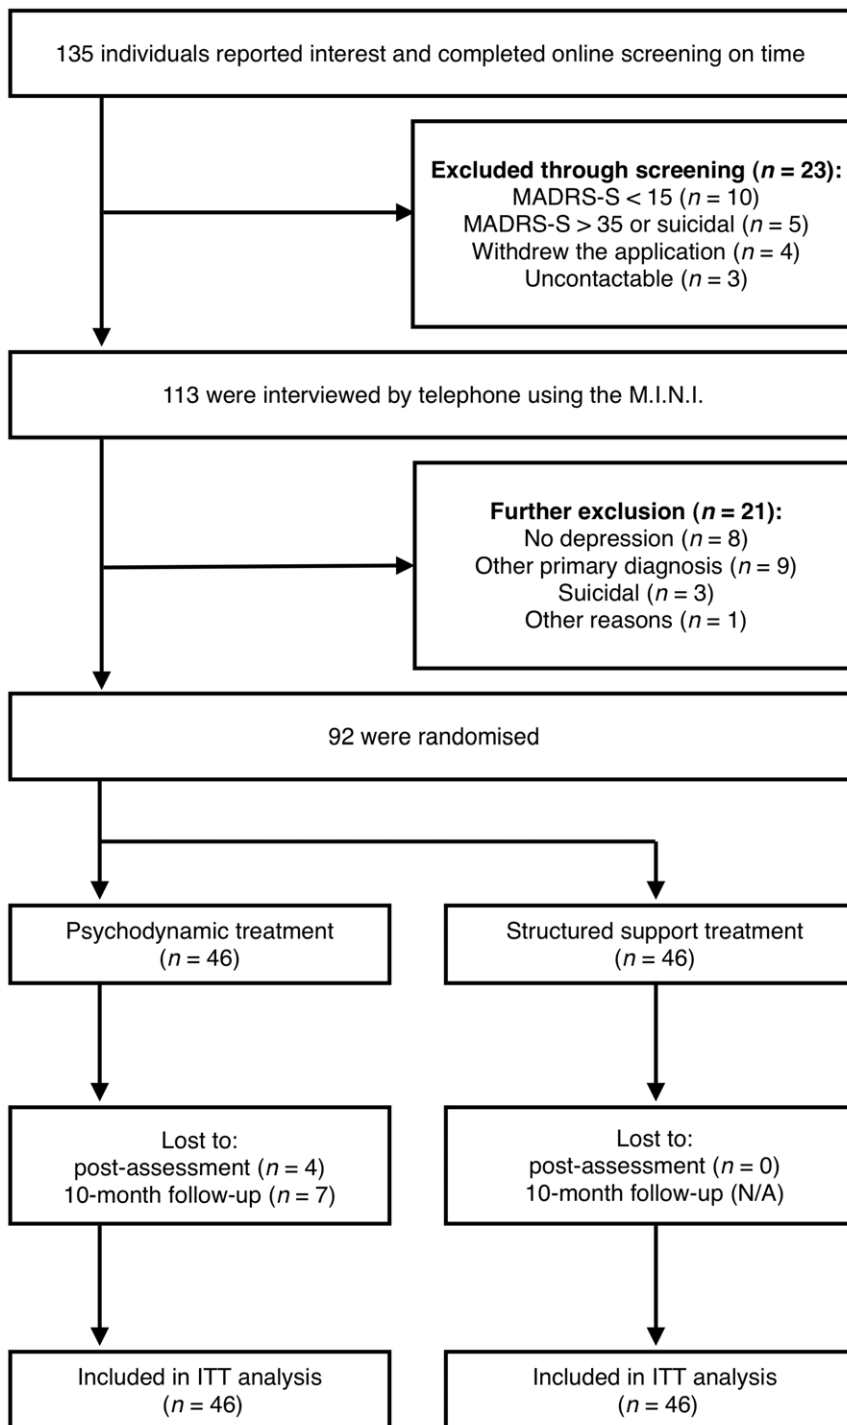 135 individuals reported interest and completed online screening on time
Excluded through screening (n = 23):
MADRS-S < 15 (n = 10)
MADRS-S > 35 or suicidal (n = 5)
Withdrew the application (n = 4)
Uncontactable (n = 3)
113 were interviewed by telephone using the M.I.N.I.
Further exclusion (n = 21):
No depression (n = 8)
Other primary diagnosis (n = 9)
Suicidal (n = 3)
Other reasons (n = 1)
92 were randomised
Psychodynamic treatment
(n = 46)
Structured support treatment
(n = 46)
Lost to:
post-assessment (n = 4)
10-month follow-up (n = 7)
Lost to:
post-assessment (n = 0)
10-month follow-up (N/A)
Included in ITT analysis
(n = 46)
Included in ITT analysis
(n = 46)